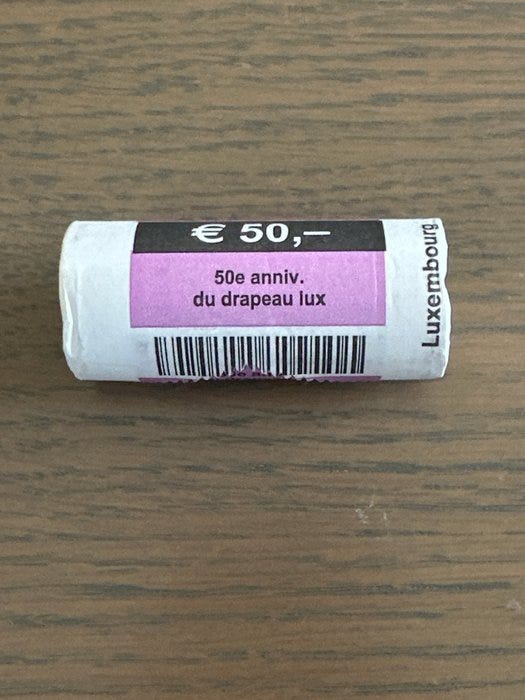 € 50,–
50e anniv.
du drapeau lux
Luxembourg